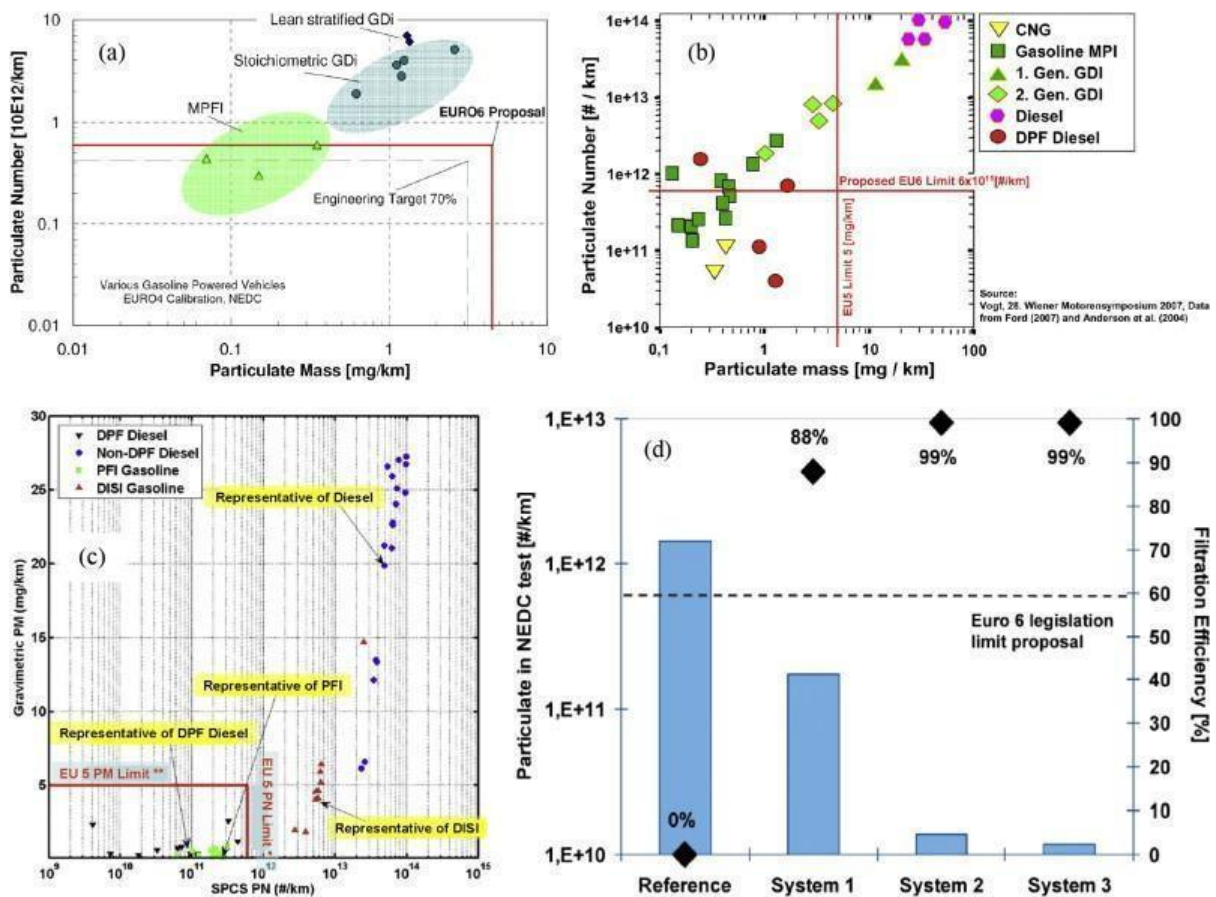 (a)
Lean stratified GDi
Stoichiometric GDi
MPFI
EURO6 Proposal
Engineering Target 70%
Various Gasoline Powered Vehicles
EURO4 Calibration, NEDC
Particulate Number [10E12/km]
10
1
0.1
0.01
0.01
0.1
1
10
Particulate Mass [mg/km]
(b)
Particulate Number [# / km]
1e+14
1e+13
1e+12
1e+11
1e+10
0,1
1
10
100
Particulate mass [mg / km]
Proposed EU6 Limit 6x10¹¹[#/km]
EU5 Limit 5 [mg/km]
CNG
Gasoline MPI
1. Gen. GDI
2. Gen. GDI
Diesel
DPF Diesel
Source:
Vogt, 28. Wiener Motorensymposium 2007, Data
from Ford (2007) and Anderson et al. (2004)
(c)
Gravimetric PM (mg/km)
30
25
20
15
10
5
DPF Diesel
Non-DPF Diesel
PFI Gasoline
DISI Gasoline
Representative of Diesel
Representative of PFI
Representative of DPF Diesel
EU 5 PM Limit **
EU 5 PN Limit *
Representative of DISI
10⁹
10¹⁰
10¹¹
10¹²
10¹³
10¹⁴
10¹⁵
SPCS PN (#/km)
(d)
Particulate in NEDC test [#/km]
1,E+13
1,E+12
1,E+11
1,E+10
0%
88%
99%
99%
Euro 6 legislation
limit proposal
100
90
80
70
60
50
40
30
20
10
0
Filtration Efficiency [%]
Reference
System 1
System 2
System 3